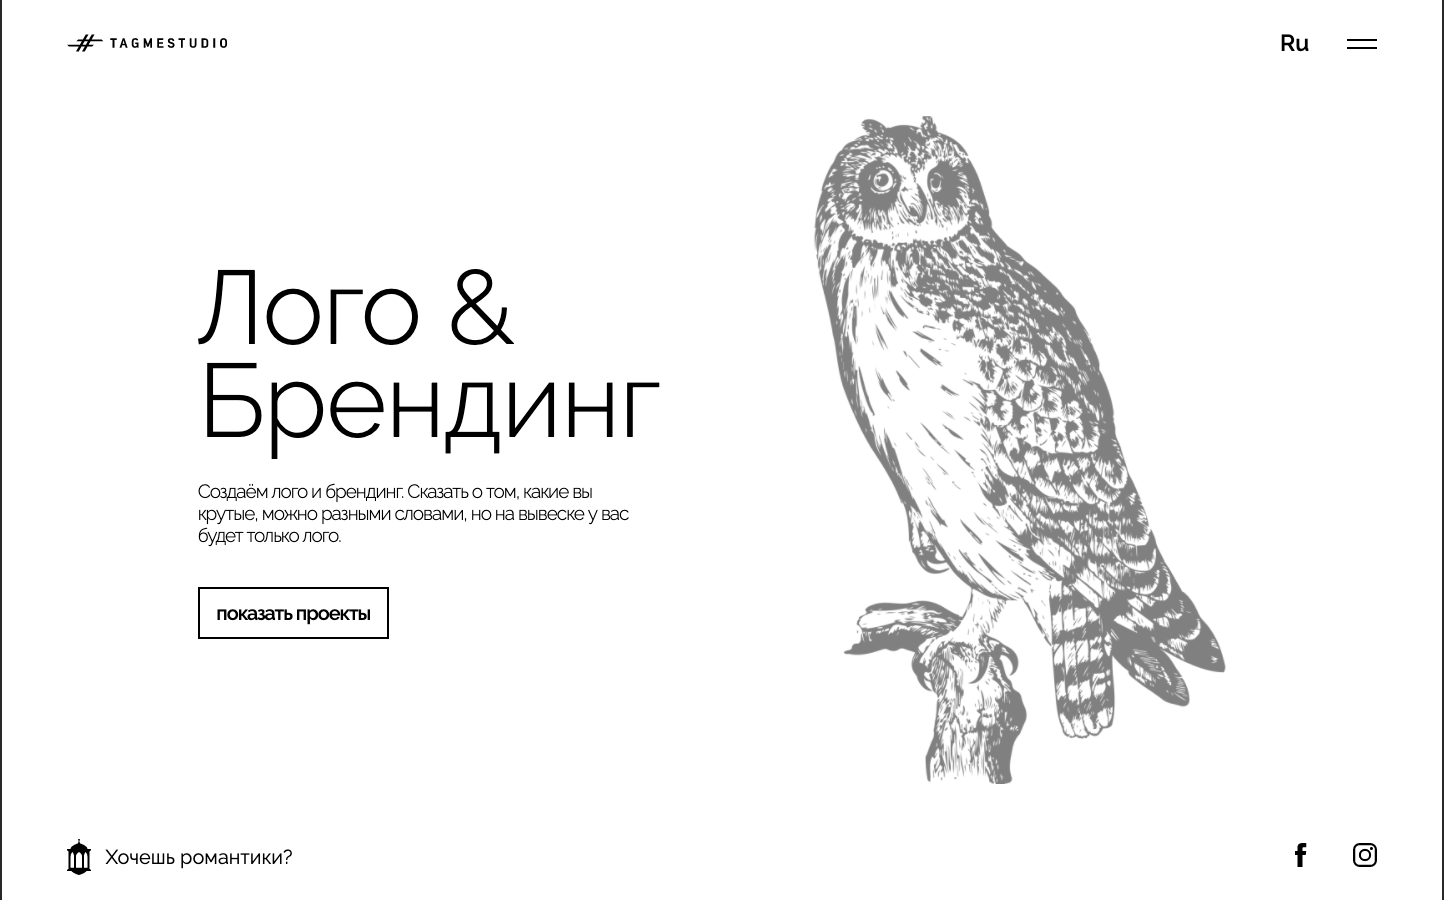 TAGMESTUDIO
Ru
Лого &
Брендинг
Создаём лого и брендинг. Сказать о том, какие вы
крутые, можно разными словами, но на вывеске у вас
будет только лого.
показать проекты
Хочешь романтики?